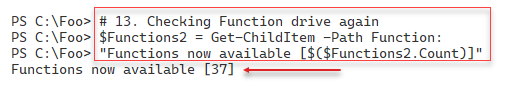 PS C:\Foo> # 13. Checking Function drive again
PS C:\Foo> $Functions2 = Get-ChildItem -Path Function:
PS C:\Foo> "Functions now available [$($Functions2.Count)]"
Functions now available [37]